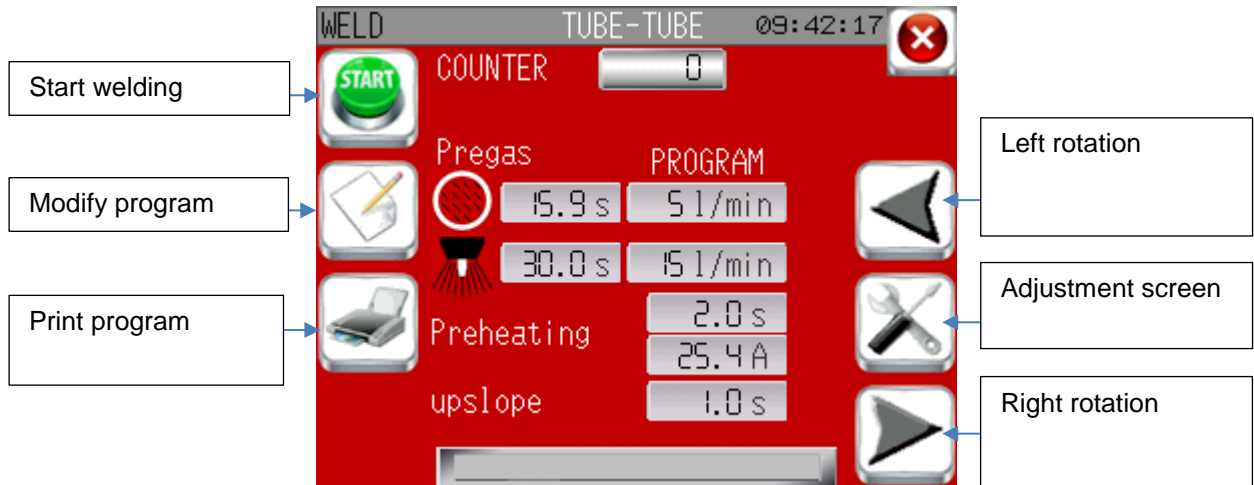 WELD TUBE-TUBE 09:42:17
Start welding
START
COUNTER 0
Modify program
Pregas PROGRAM
15.9 s 5 l/min
30.0 s 15 l/min
Print program
Preheating 2.0 s
25.4 A
upslope 1.0 s
Left rotation
Adjustment screen
Right rotation